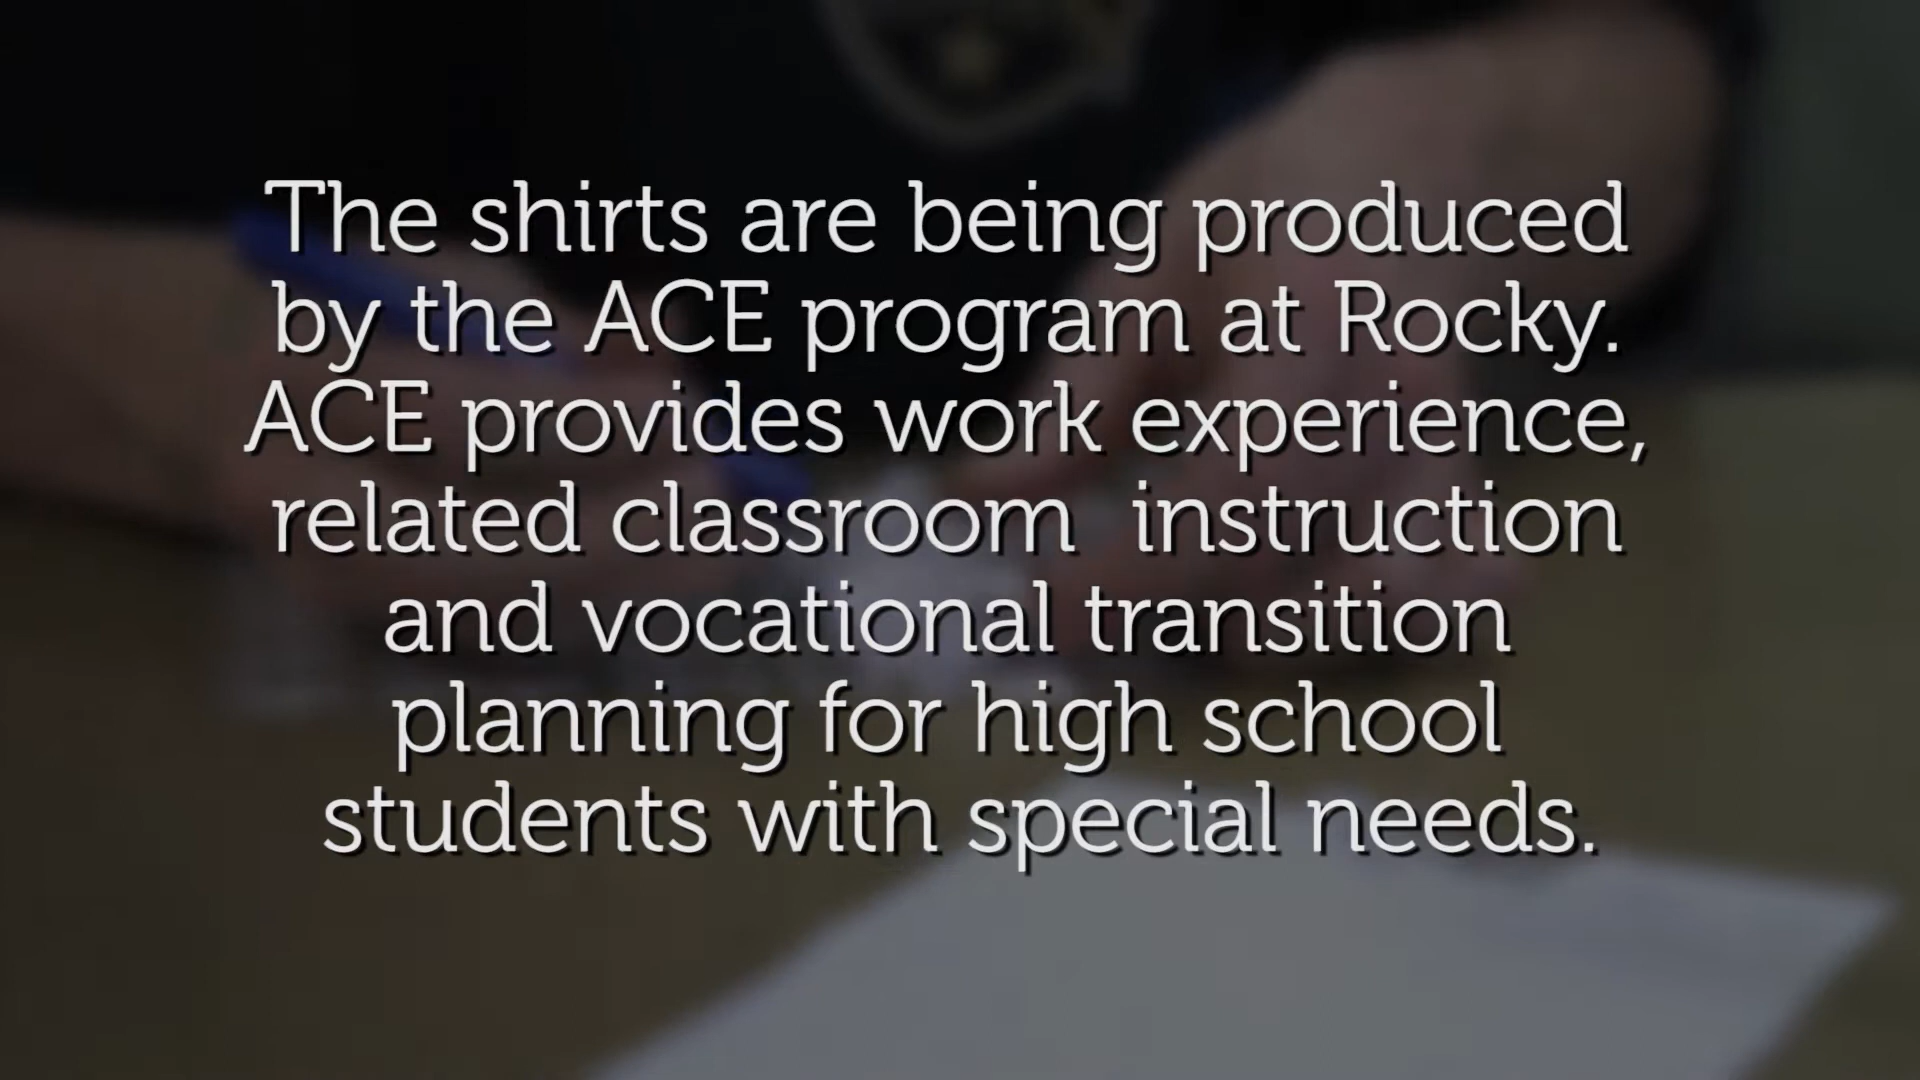 The shirts are being produced
by the ACE program at Rocky.
ACE provides work experience,
related classroom  instruction
and vocational transition
planning for high school
students with special needs.